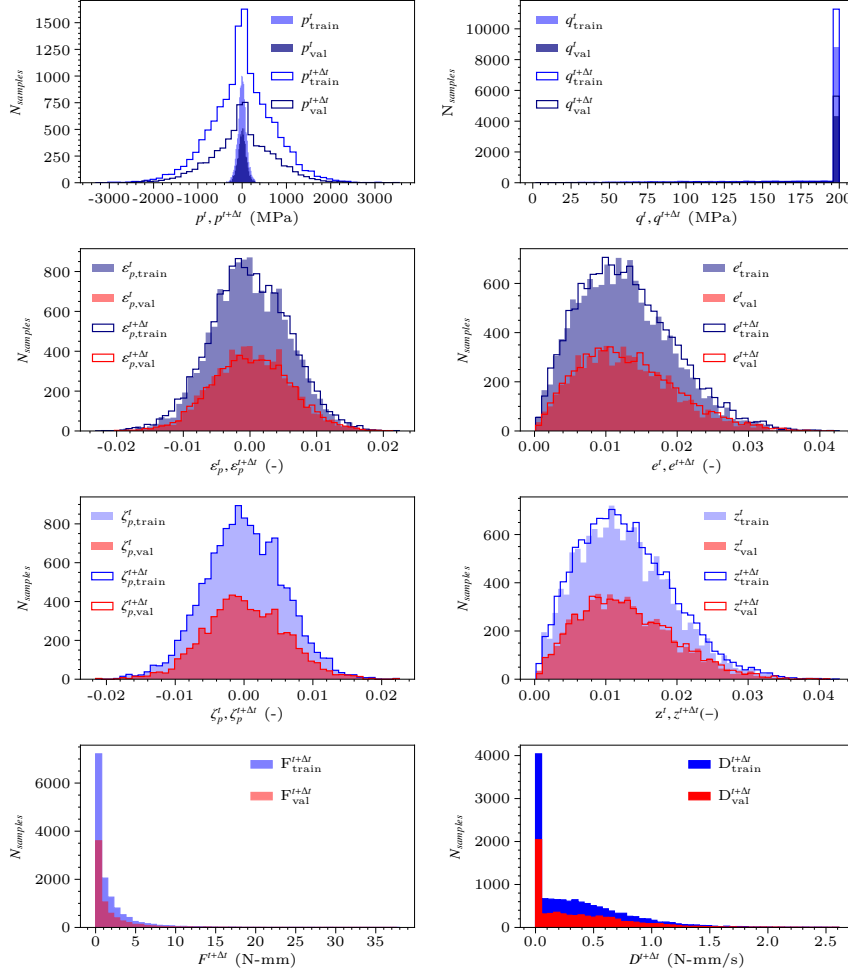 1500
1250
1000
750
500
250
0
N_samples
p^t_train
p^t_val
p^{t+Δt}_train
p^{t+Δt}_val
-3000 -2000 -1000 0 1000 2000 3000
p^t, p^{t+Δt} (MPa)
10000
8000
6000
4000
2000
0
N_samples
q^t_train
q^t_val
q^{t+Δt}_train
q^{t+Δt}_val
0 25 50 75 100 125 150 175 200
q^t, q^{t+Δt} (MPa)
800
600
400
200
0
N_samples
ε^t_{p,train}
ε^t_{p,val}
ε^{t+Δt}_{p,train}
ε^{t+Δt}_{p,val}
-0.02 -0.01 0.00 0.01 0.02
ε^t_p, ε^{t+Δt}_p (-)
600
400
200
0
N_samples
e^t_train
e^t_val
e^{t+Δt}_train
e^{t+Δt}_val
0.00 0.01 0.02 0.03 0.04
e^t, e^{t+Δt} (-)
800
600
400
200
0
N_samples
ζ^t_{p,train}
ζ^t_{p,val}
ζ^{t+Δt}_{p,train}
ζ^{t+Δt}_{p,val}
-0.02 -0.01 0.00 0.01 0.02
ζ^t_p, ζ^{t+Δt}_p (-)
600
400
200
0
N_samples
z^t_train
z^t_val
z^{t+Δt}_train
z^{t+Δt}_val
0.00 0.01 0.02 0.03 0.04
z^t, z^{t+Δt}(−)
6000
4000
2000
0
N_samples
F^{t+Δt}_train
F^{t+Δt}_val
0 5 10 15 20 25 30 35
F^{t+Δt} (N-mm)
4000
3000
2000
1000
0
N_samples
D^{t+Δt}_train
D^{t+Δt}_val
0.0 0.5 1.0 1.5 2.0 2.5
D^{t+Δt} (N-mm/s)